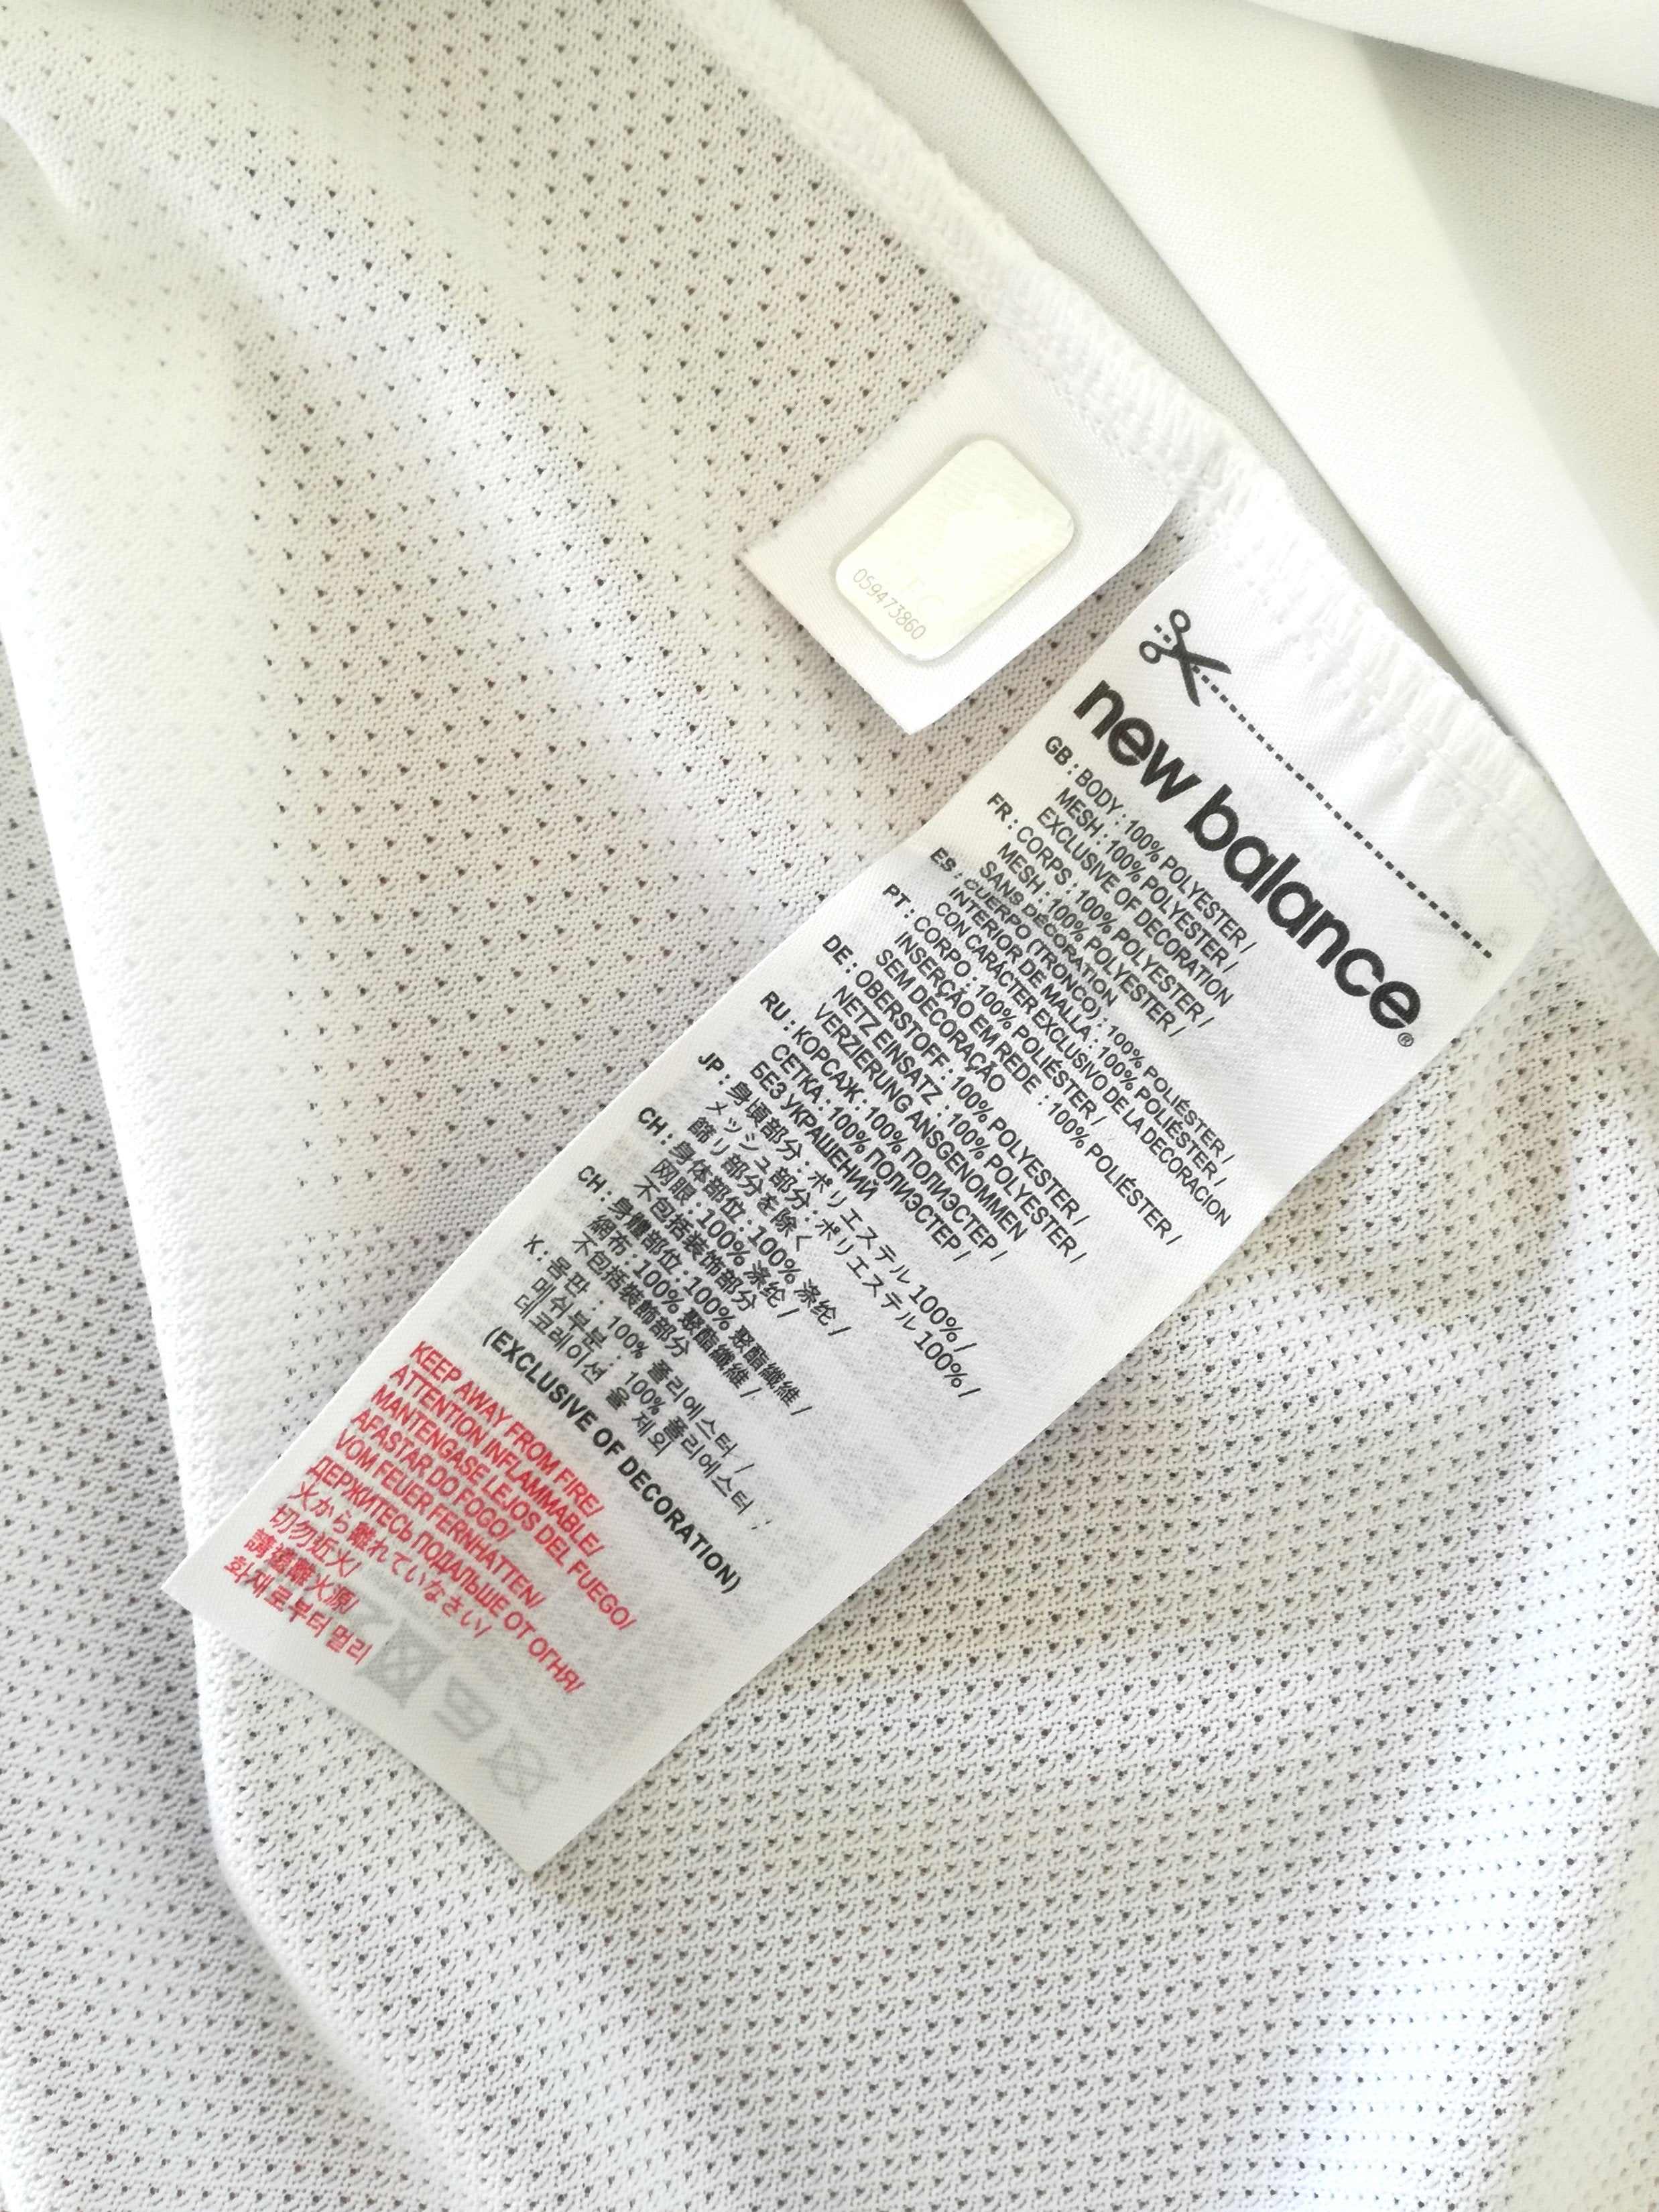 059473860
new balance®
GB : BODY : 100% POLYESTER /
MESH : 100% POLYESTER /
EXCLUSIVE OF DECORATION
FR : CORPS : 100% POLYESTER /
MESH : 100% POLYESTER /
SANS DÉCORATION
ES : CUERPO (TRONCO) : 100% POLIÉSTER /
INTERIOR DE MALLA : 100% POLIÉSTER /
CON CARÁCTER EXCLUSIVO DE LA DECORACION
PT : CORPO : 100% POLIÉSTER /
INSERÇÃO EM REDE : 100% POLIÉSTER /
SEM DECORAÇÃO
DE : OBERSTOFF : 100% POLYESTER /
NETZ EINSATZ : 100% POLYESTER /
VERZIERUNG ANSGENOMMEN
RU : КОРСАЖ : 100% ПОЛИЭСТЕР /
СЕТКА : 100% ПОЛИЭСТЕР /
БЕЗ УКРАШЕНИЙ
JP : 身頃部分 : ポリエステル 100% /
メッシュ部分 : ポリエステル 100% /
飾り部分を除く
CH : 身体部位 : 100% 涤纶 /
网眼 : 100% 涤纶 /
不包括装饰部分
CH : 身體部位 : 100% 聚酯纖維 /
網布 : 100% 聚酯纖維 /
不包括裝飾部分
K : 몸판 : 100% 폴리에스터 /
메쉬부분 : 100% 폴리에스터 /
데코레이션 을 제외
(EXCLUSIVE OF DECORATION)
KEEP AWAY FROM FIRE/
ATTENTION INFLAMMABLE/
MANTENGASE LEJOS DEL FUEGO/
AFASTAR DO FOGO/
VOM FEUER FERNHATTEN/
ДЕРЖИТЕСЬ ПОДАЛЬШЕ ОТ ОГНЯ/
火から離れていなさい/
切勿近火/
請遠離火源/
화재 로부터 멀리